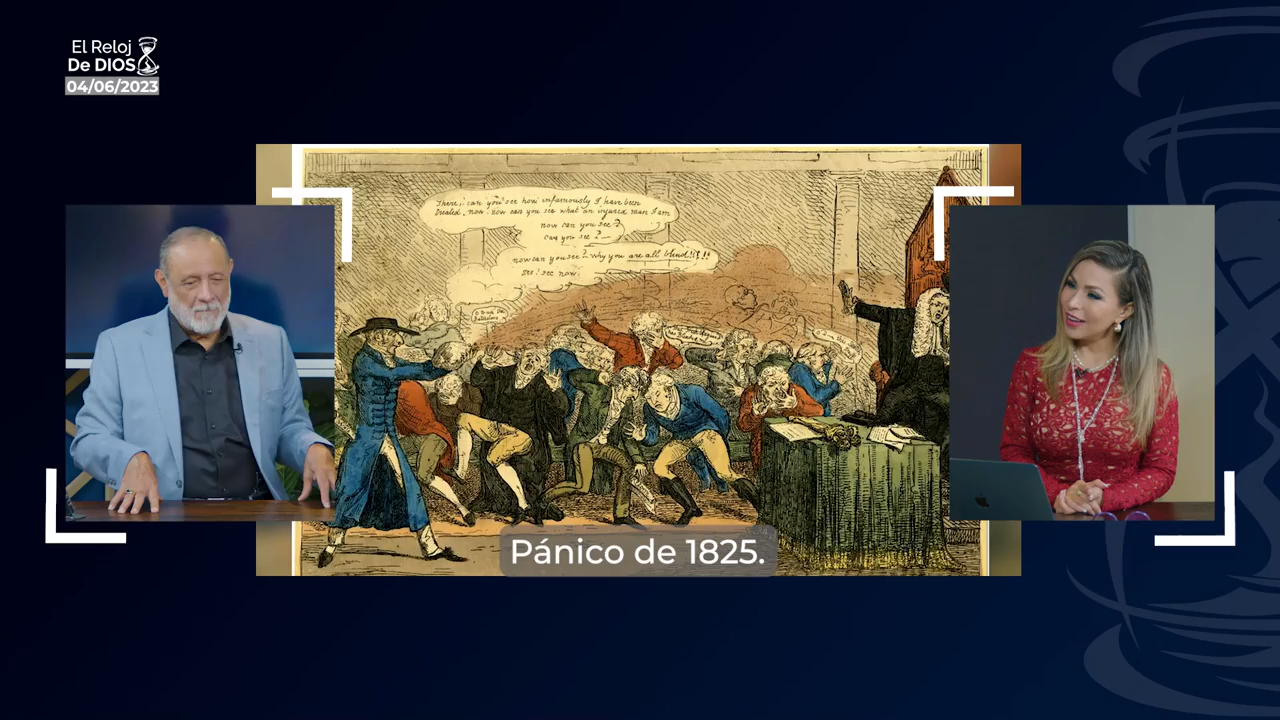 El Reloj
De DIOS
04/06/2023
There, can you see how infamously I have been
treated, now! now can you see what an injured man I am
now can you see?
can you see?
now can you see? why you are all blind!!!!
see! see now!
Pánico de 1825.